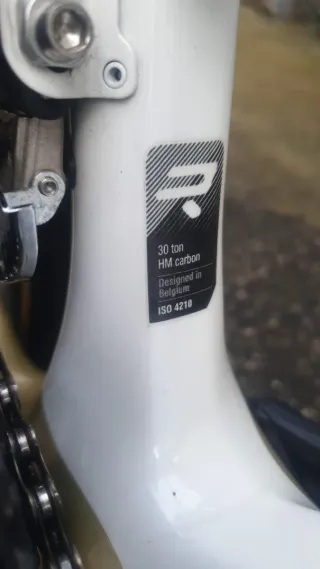 30 ton
HM carbon
Designed in
Belgium
ISO 4210